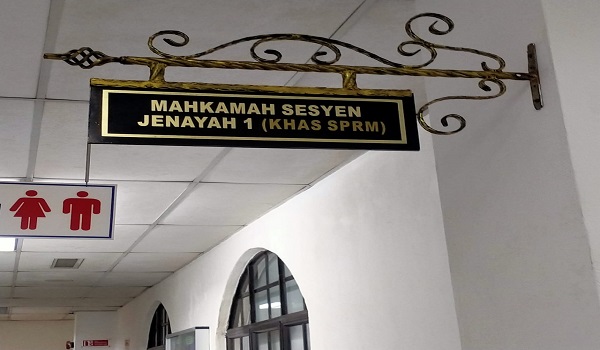 MAHKAMAH SESYEN
JENAYAH 1 (KHAS SPRM)